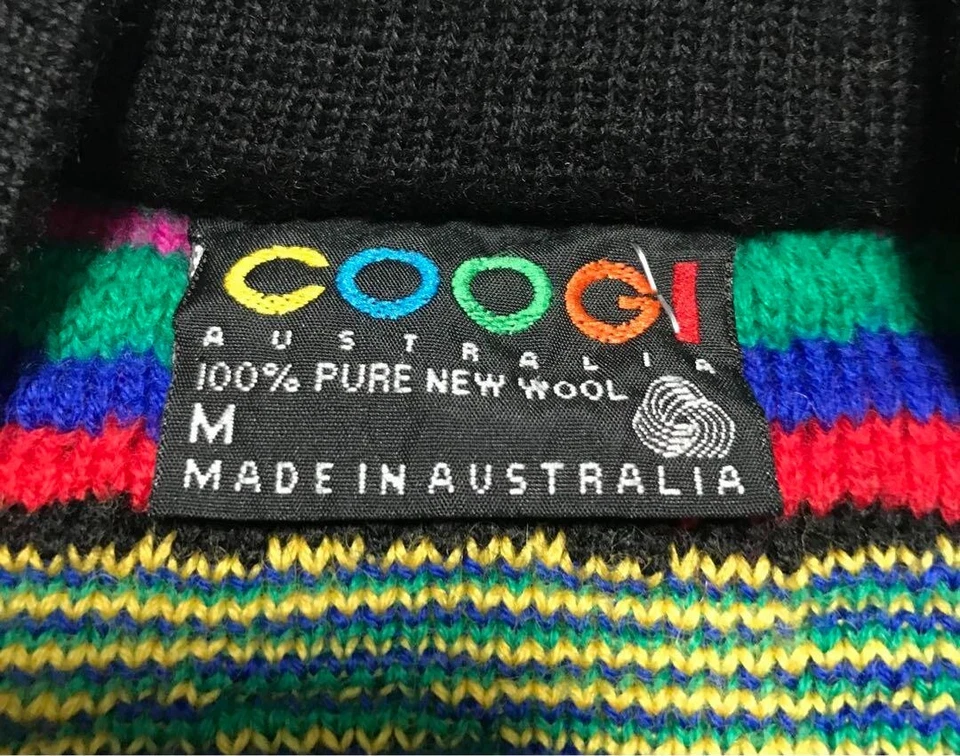 COOGI
AUSTRALIA
100% PURE NEW WOOL
M
MADE IN AUSTRALIA